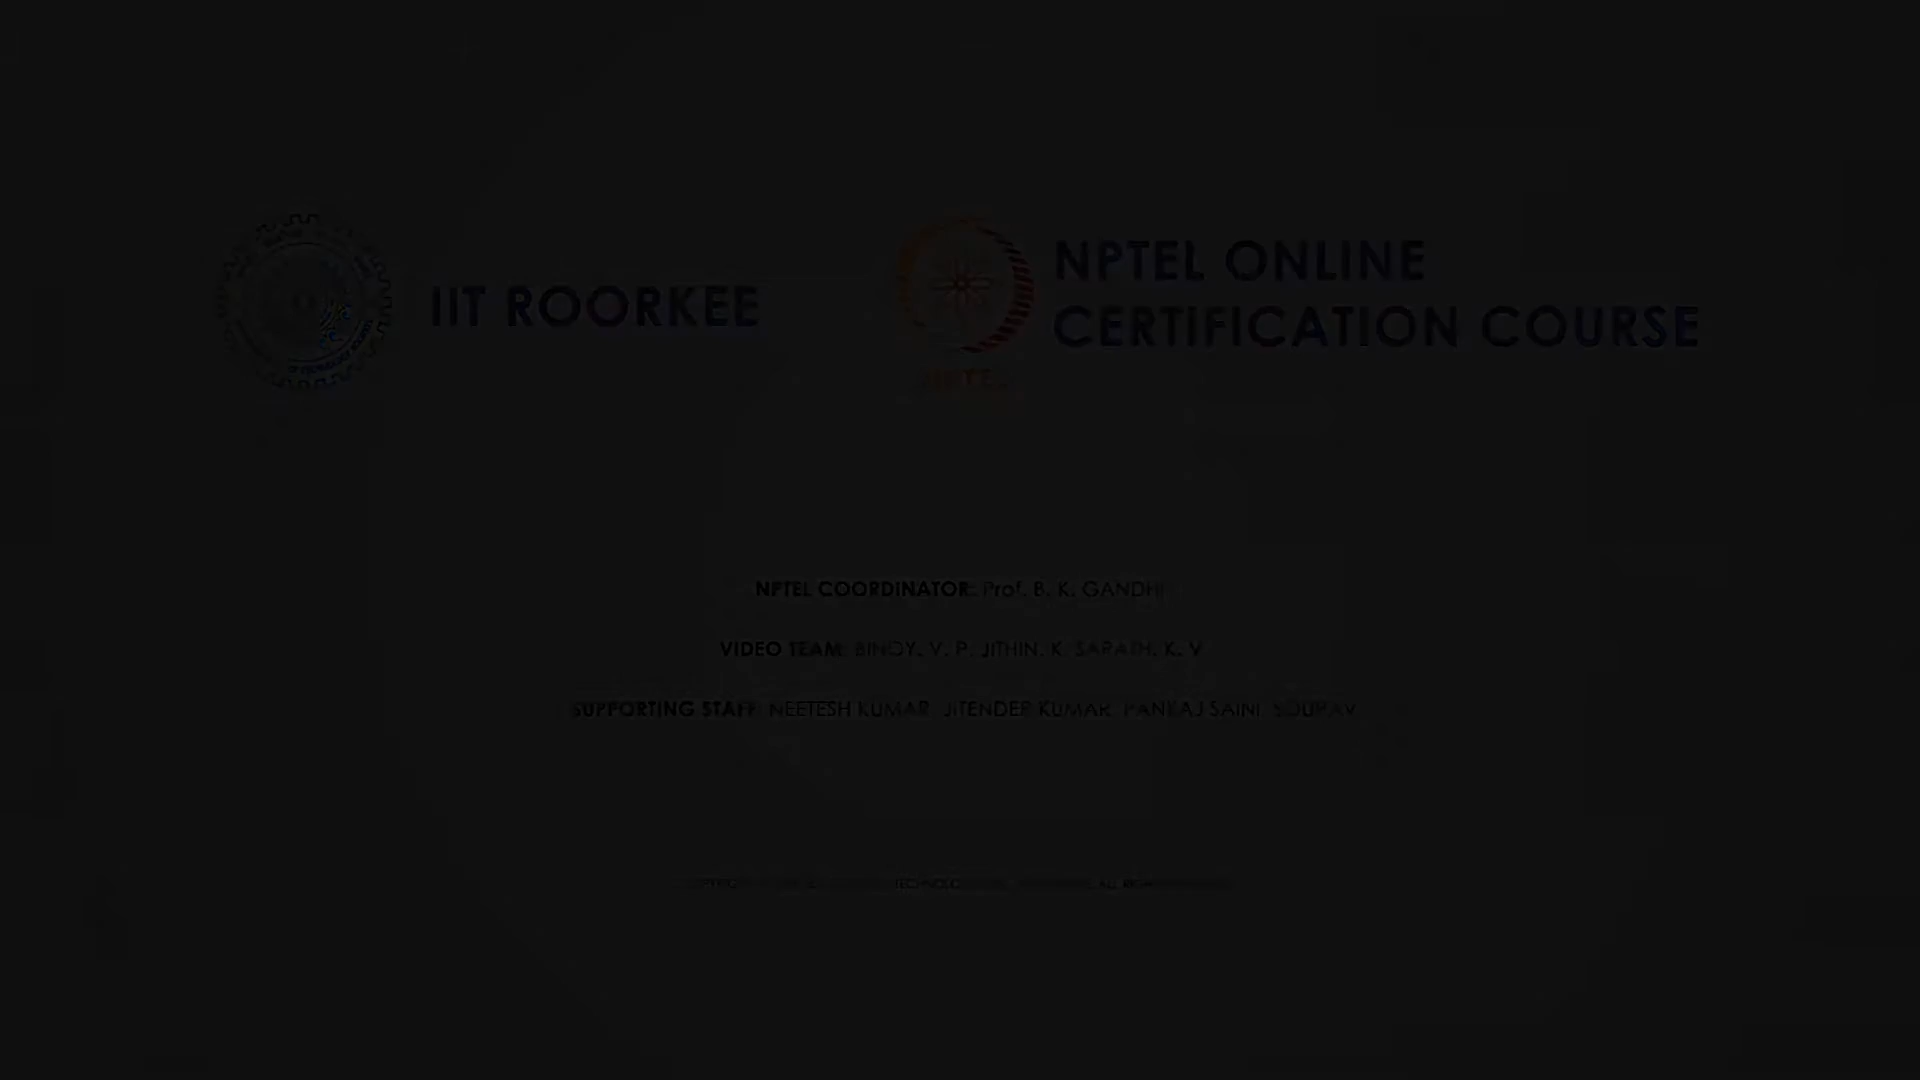 IIT ROORKEE
NPTEL ONLINE
CERTIFICATION COURSE
NPTEL COORDINATOR: Prof. B. K. GANDHI
VIDEO TEAM: BINOY. V. P, JITHIN. K, SARATH. K. V
SUPPORTING STAFF: NEETESH KUMAR, JITENDER KUMAR, PANKAJ SAINI, SOURAV